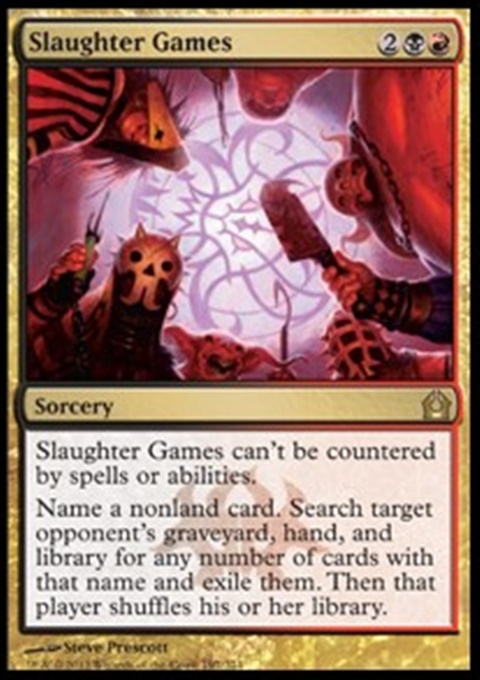 Slaughter Games 2
Sorcery
Slaughter Games can't be countered
by spells or abilities.
Name a nonland card. Search target
opponent's graveyard, hand, and
library for any number of cards with
that name and exile them. Then that
player shuffles his or her library.
Steve Prescott